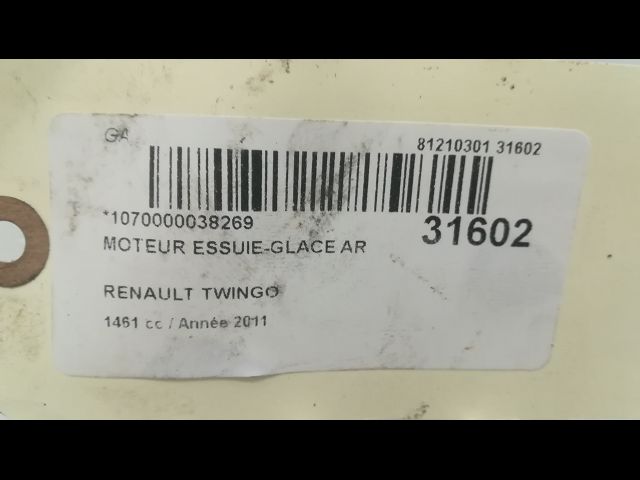 GA
81210301 31602
*1070000038269
31602
MOTEUR ESSUIE-GLACE AR
RENAULT TWINGO
1461 cc / Année 2011